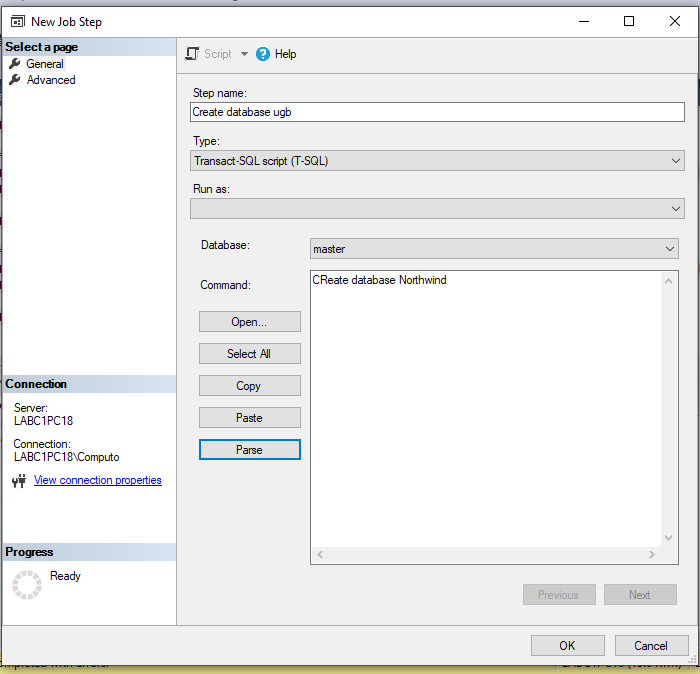 New Job Step
Select a page
General
Advanced
Script
Help
Step name:
Create database ugb
Type:
Transact-SQL script (T-SQL)
Run as:
Database:
master
Command:
CReate database Northwind
Open...
Select All
Copy
Paste
Parse
Connection
Server:
LABC1PC18
Connection:
LABC1PC18\Computo
View connection properties
Progress
Ready
Previous
Next
OK
Cancel